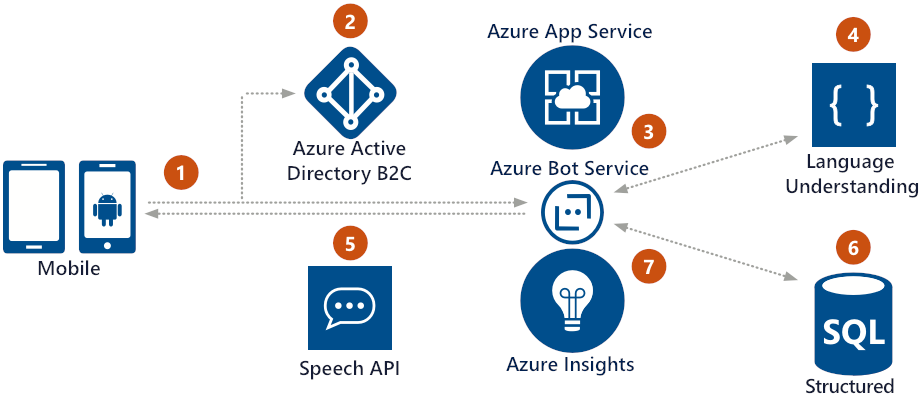 1
Mobile
2
Azure Active
Directory B2C
Azure App Service
3
Azure Bot Service
4
{ }
Language
Understanding
5
Speech API
6
SQL
Structured
7
Azure Insights